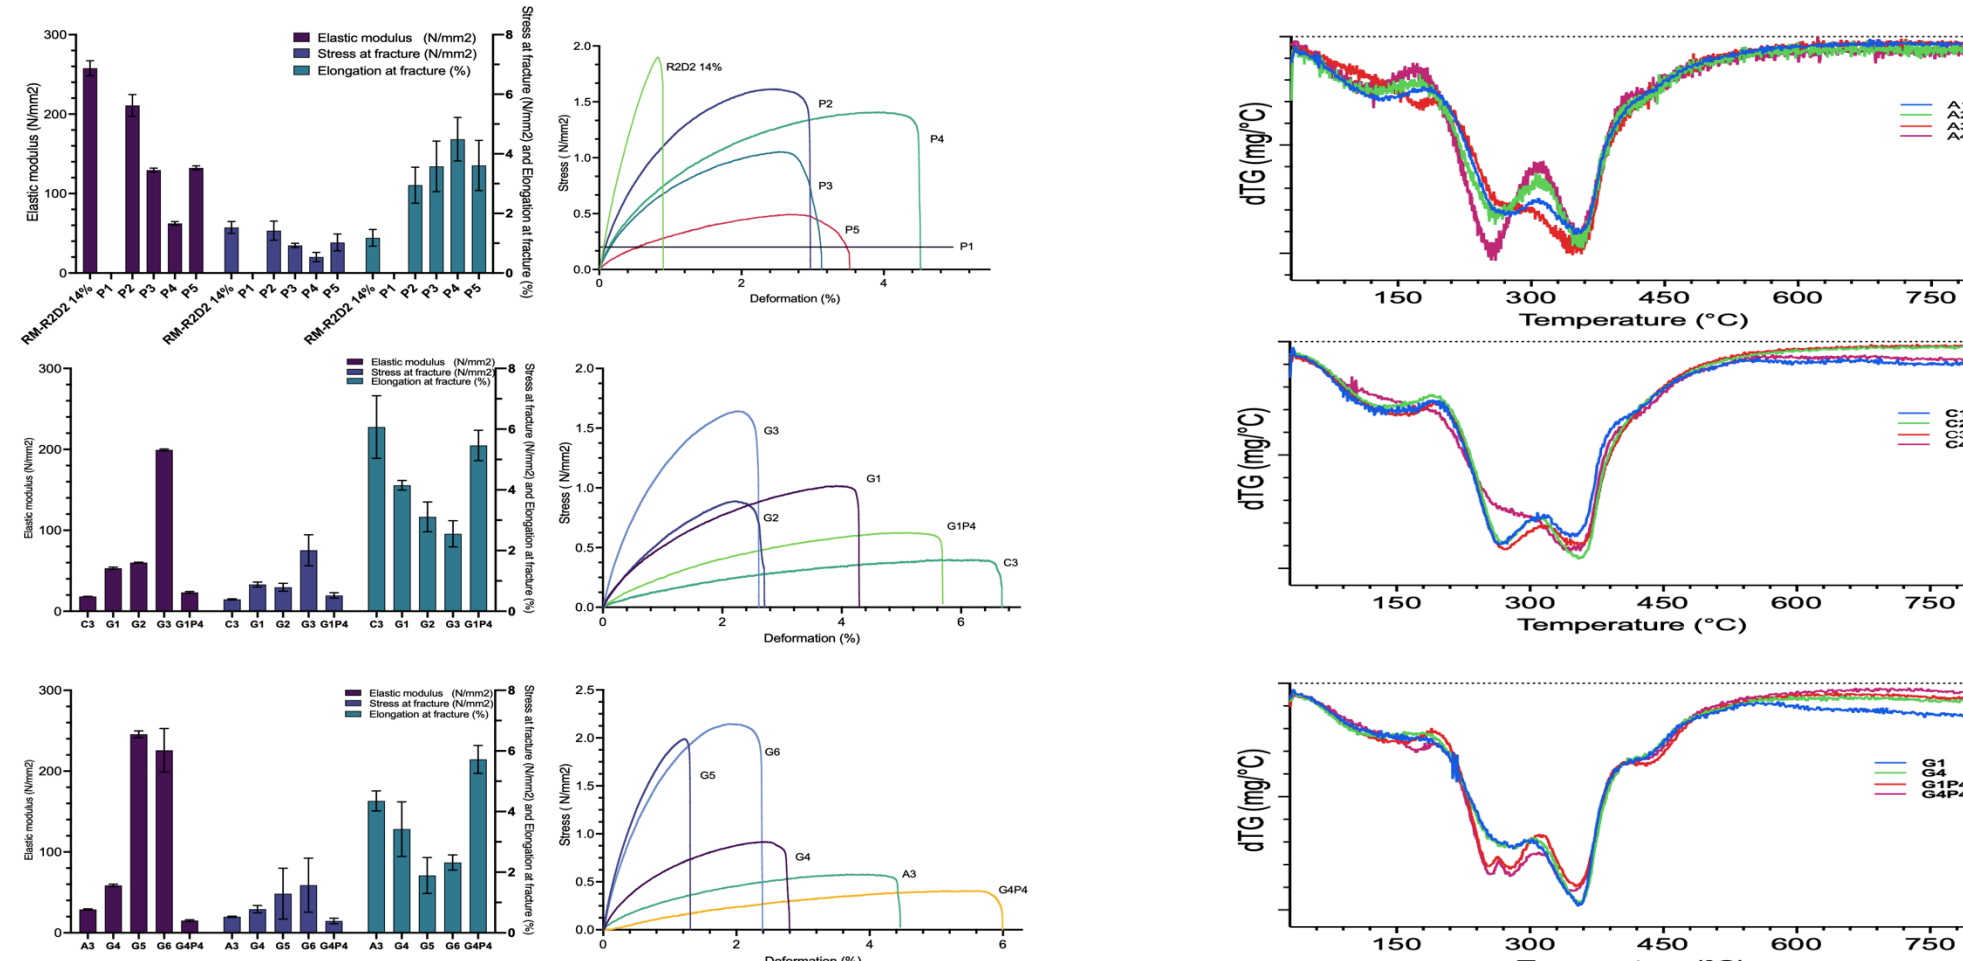 300
200
100
0
Elastic modulus (N/mm2)
Elastic modulus (N/mm2)
Stress at fracture (N/mm2)
Elongation at fracture (%)
8
6
4
2
0
Stress at fracture (N/mm2) and Elongation at fracture (%)
RM-R2D2 14% P1 P2 P3 P4 P5 RM-R2D2 14% P1 P2 P3 P4 P5 RM-R2D2 14% P1 P2 P3 P4 P5
2.0
1.5
1.0
0.5
0.0
Stress ( N/mm2)
R2D2 14%
P2
P4
P3
P5
P1
0 2 4
Deformation (%)
dTG (mg/°C)
150 300 450 600 750
Temperature (°C)
300
200
100
0
Elastic modulus (N/mm2)
Elastic modulus (N/mm2)
Stress at fracture (N/mm2)
Elongation at fracture (%)
8
6
4
2
0
Stress at fracture (N/mm2) and Elongation at fracture (%)
C3 G1 G2 G3 G1P4 C3 G1 G2 G3 G1P4 C3 G1 G2 G3 G1P4
2.0
1.5
1.0
0.5
0.0
Stress ( N/mm2)
G3
G1
G2
G1P4
C3
0 2 4 6
Deformation (%)
dTG (mg/°C)
C1
150 300 450 600 750
Temperature (°C)
300
200
100
0
Elastic modulus (N/mm2)
Elastic modulus (N/mm2)
Stress at fracture (N/mm2)
Elongation at fracture (%)
8
6
4
2
0
Stress at fracture (N/mm2) and Elongation at fracture (%)
A3 G4 G5 G6 G4P4 A3 G4 G5 G6 G4P4 A3 G4 G5 G6 G4P4
2.5
2.0
1.5
1.0
0.5
0.0
Stress ( N/mm2)
G6
G5
G4
A3
G4P4
0 2 4 6
Deformation (%)
dTG (mg/°C)
G1
G4
G1P4
G4P4
150 300 450 600 750